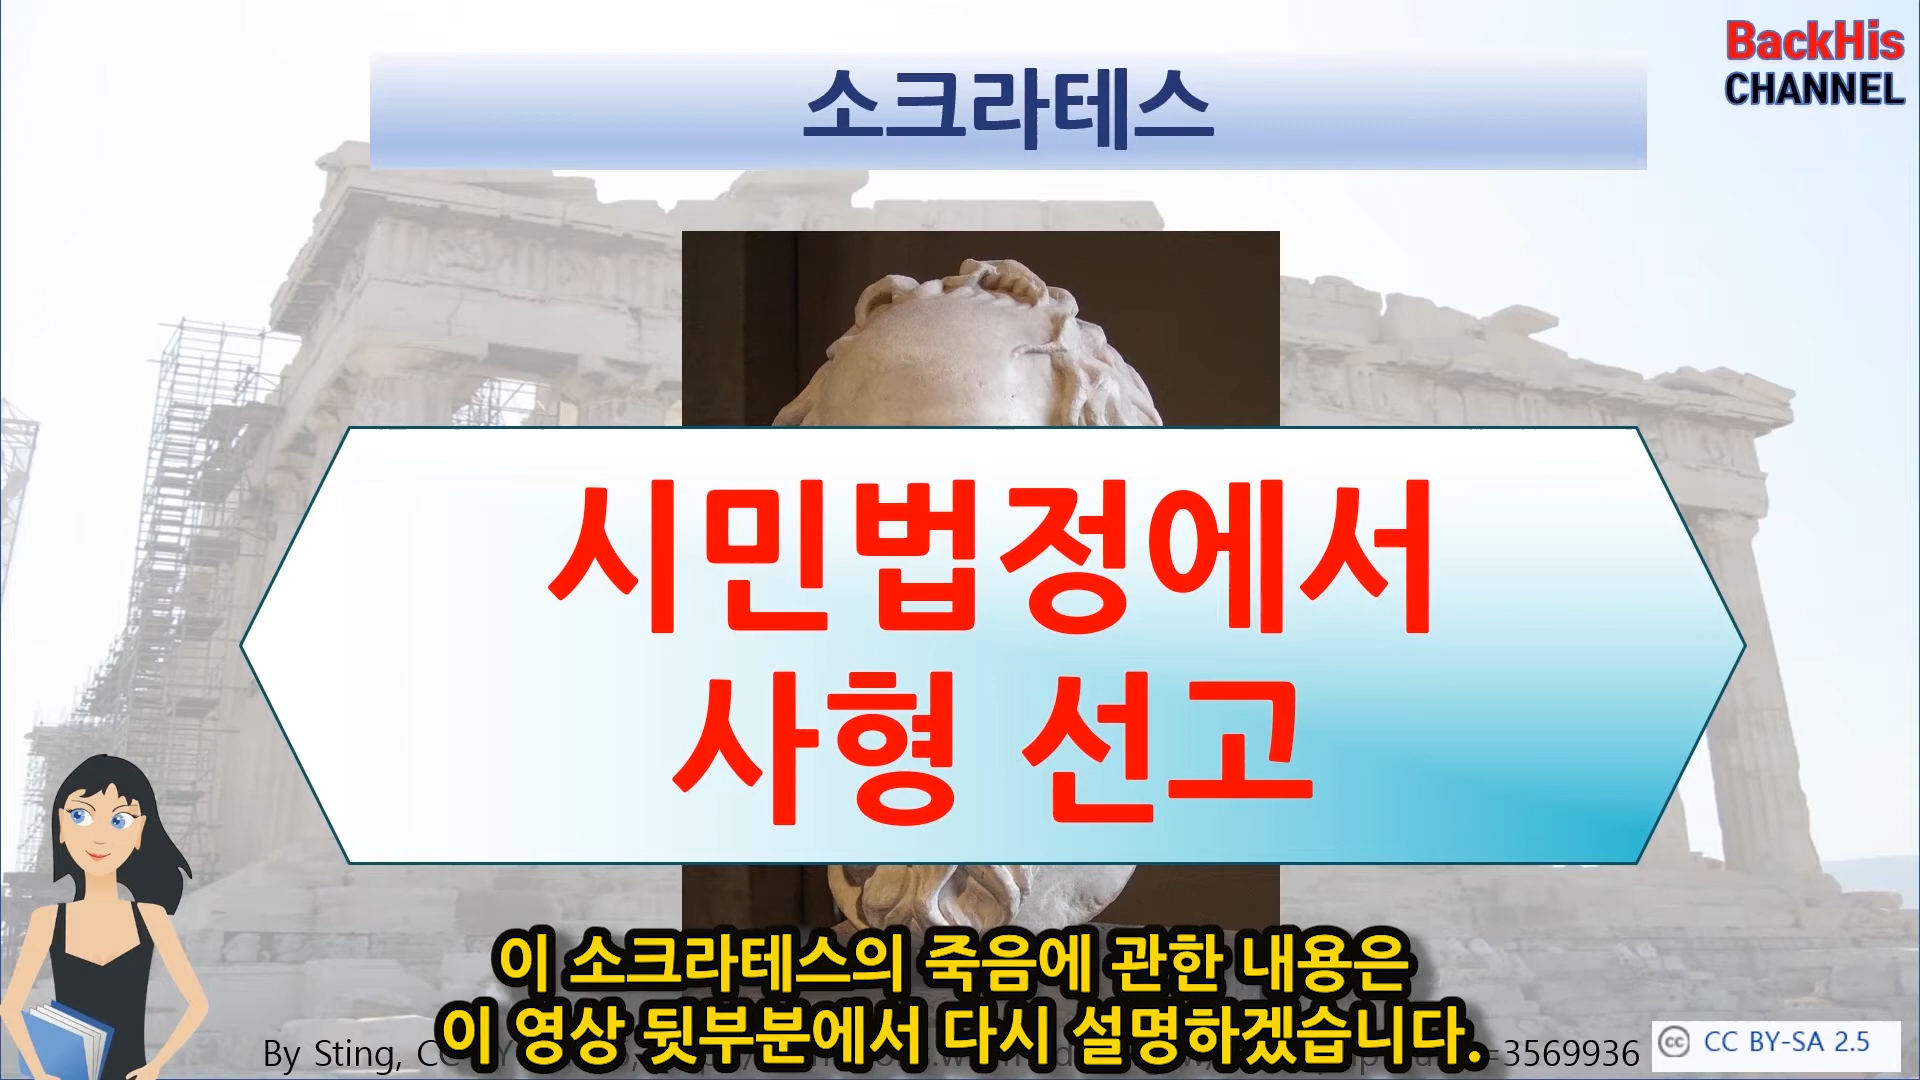 BackHis
CHANNEL
소크라테스
시민법정에서
사형 선고
이 소크라테스의 죽음에 관한 내용은
이 영상 뒷부분에서 다시 설명하겠습니다.
By Sting, CC =3569936
cc CC BY-SA 2.5